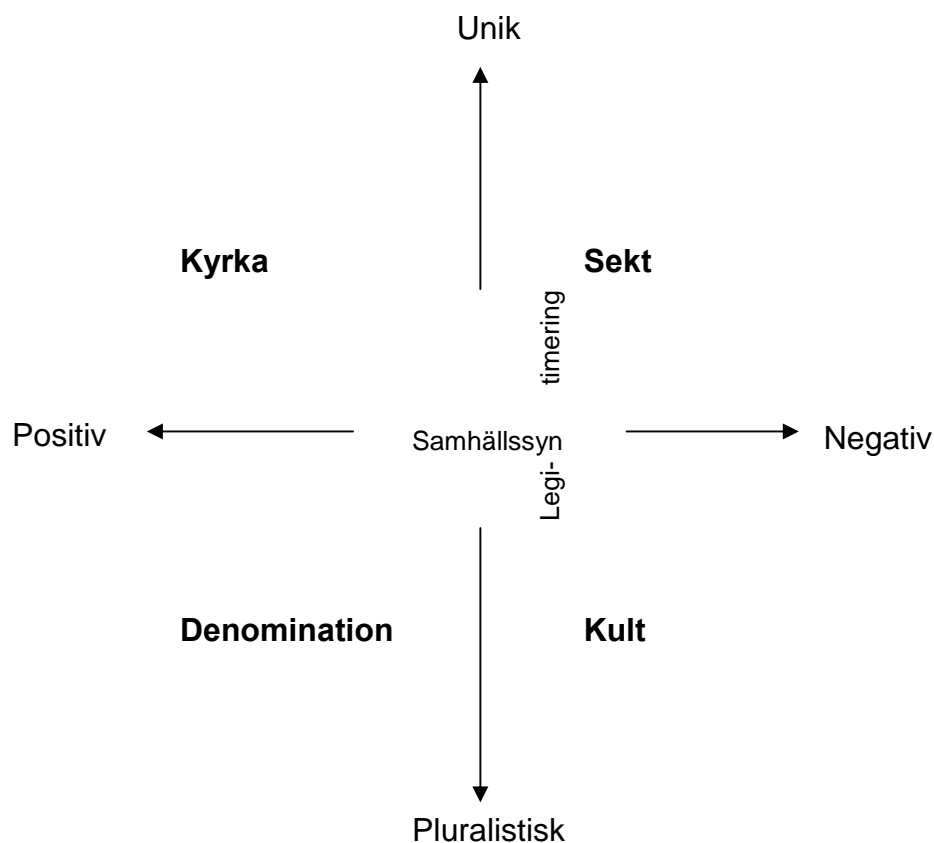 Unik
Kyrka
Sekt
Legi-
timering
Positiv
Samhällssyn
Negativ
Denomination
Kult
Pluralistisk